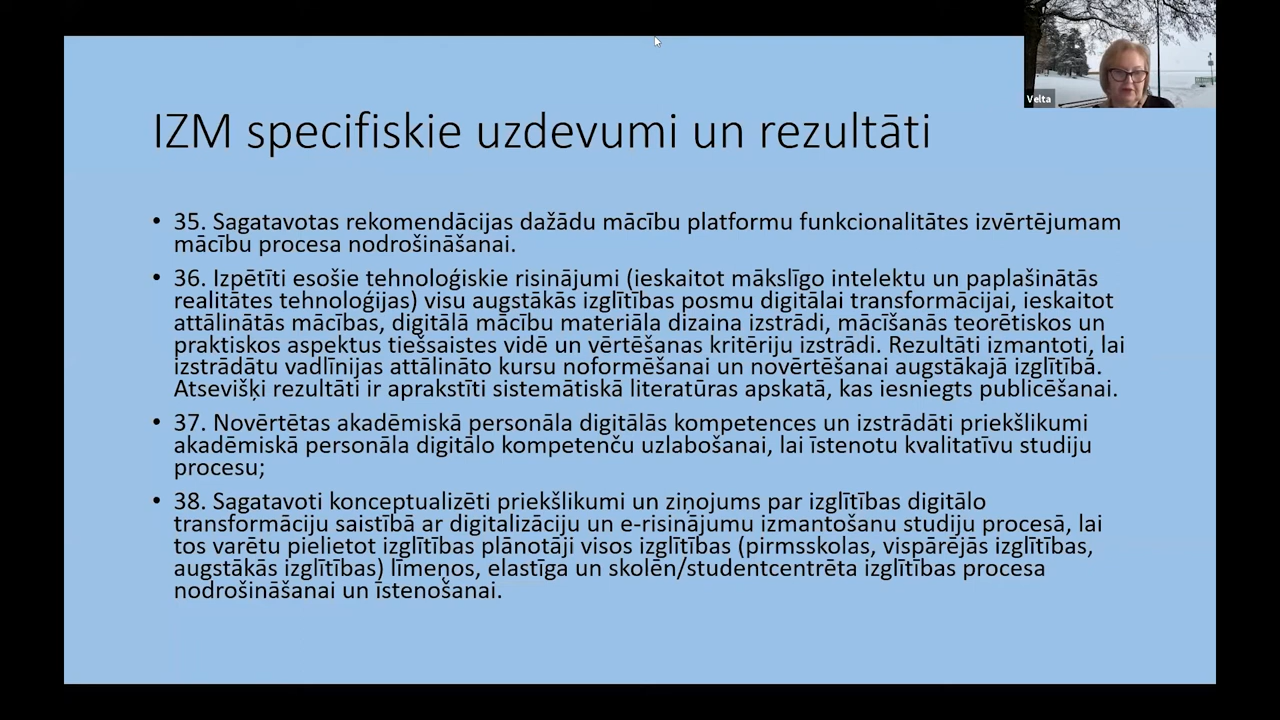 Velta
IZM specifiskie uzdevumi un rezultāti
• 35. Sagatavotas rekomendācijas dažādu mācību platformu funkcionalitātes izvērtējumam
mācību procesa nodrošināšanai.
• 36. Izpētīti esošie tehnoloģiskie risinājumi (ieskaitot mākslīgo intelektu un paplašinātās
realitātes tehnoloģijas) visu augstākās izglītības posmu digitālai transformācijai, ieskaitot
attālinātās mācības, digitālā mācību materiāla dizaina izstrādi, mācīšanās teorētiskos un
praktiskos aspektus tiešsaistes vidē un vērtēšanas kritēriju izstrādi. Rezultāti izmantoti, lai
izstrādātu vadlīnijas attālināto kursu noformēšanai un novērtēšanai augstākajā izglītībā.
Atsevišķi rezultāti ir aprakstīti sistemātiskā literatūras apskatā, kas iesniegts publicēšanai.
• 37. Novērtētas akadēmiskā personāla digitālās kompetences un izstrādāti priekšlikumi
akadēmiskā personāla digitālo kompetenču uzlabošanai, lai īstenotu kvalitatīvu studiju
procesu;
• 38. Sagatavoti konceptualizēti priekšlikumi un ziņojums par izglītības digitālo
transformāciju saistībā ar digitalizāciju un e-risinājumu izmantošanu studiju procesā, lai
tos varētu pielietot izglītības plānotāji visos izglītības (pirmsskolas, vispārējās izglītības,
augstākās izglītības) līmeņos, elastīga un skolēn/studentcentrēta izglītības procesa
nodrošināšanai un īstenošanai.